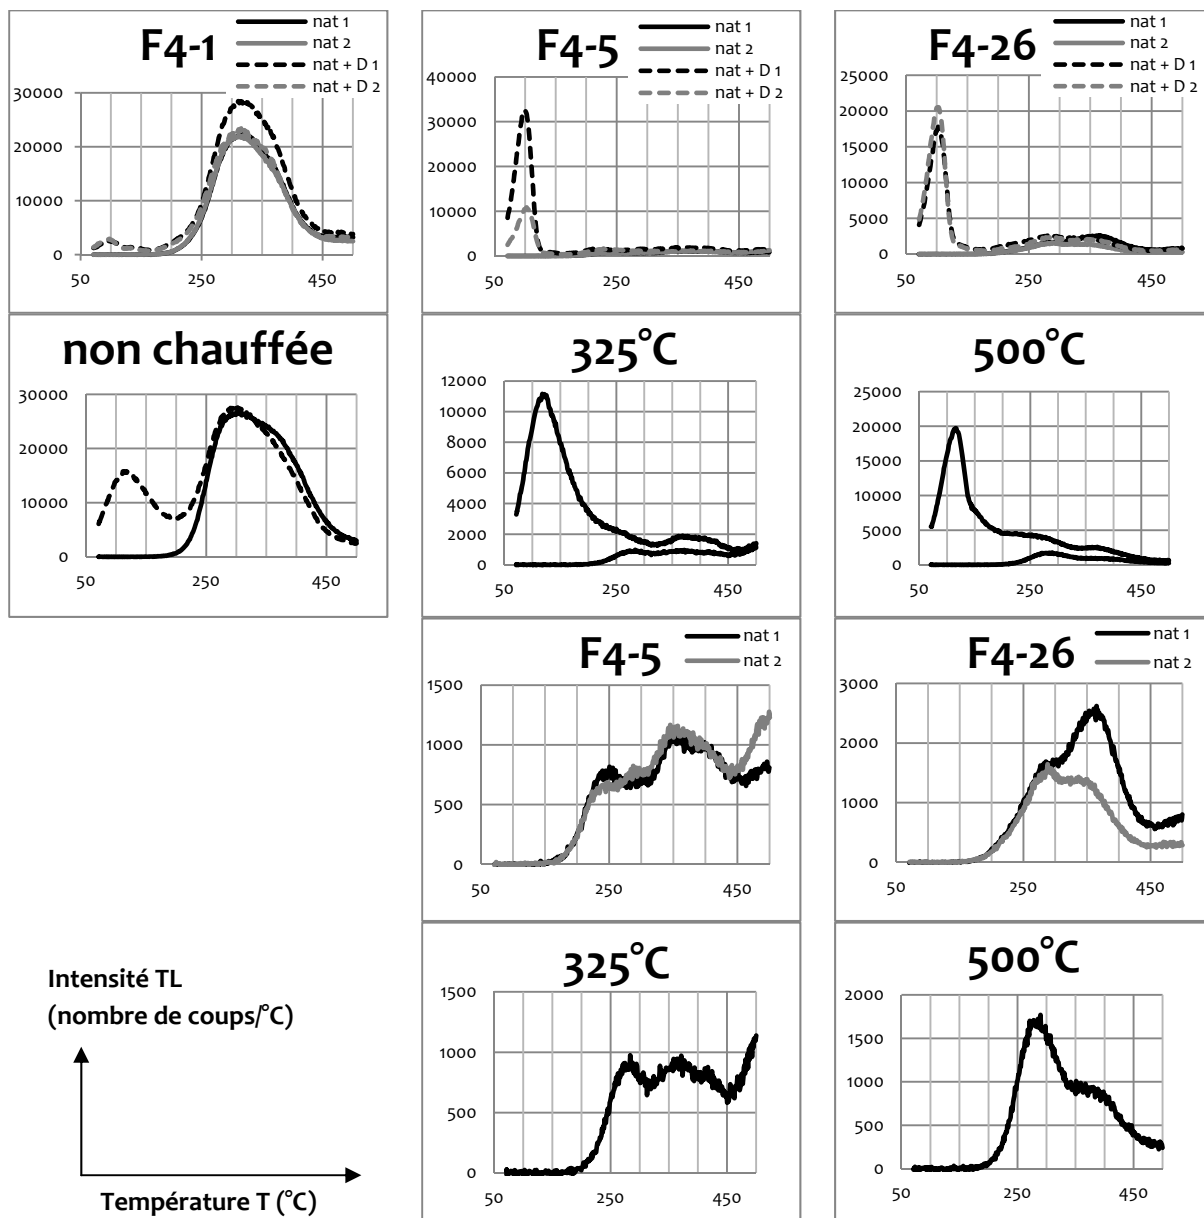 F4-1
nat 1
nat 2
nat + D 1
nat + D 2
30000
20000
10000
0
50
250
450
F4-5
nat 1
nat 2
nat + D 1
nat + D 2
40000
30000
20000
10000
0
50
250
450
F4-26
nat 1
nat 2
nat + D 1
nat + D 2
25000
20000
15000
10000
5000
0
50
250
450
non chauffée
30000
20000
10000
0
50
250
450
325°C
12000
10000
8000
6000
4000
2000
0
50
250
450
500°C
25000
20000
15000
10000
5000
0
50
250
450
F4-5
nat 1
nat 2
1500
1000
500
0
50
250
450
F4-26
nat 1
nat 2
3000
2000
1000
0
50
250
450
Intensité TL
(nombre de coups/°C)
Température T (°C)
325°C
1500
1000
500
0
50
250
450
500°C
2000
1500
1000
500
0
50
250
450